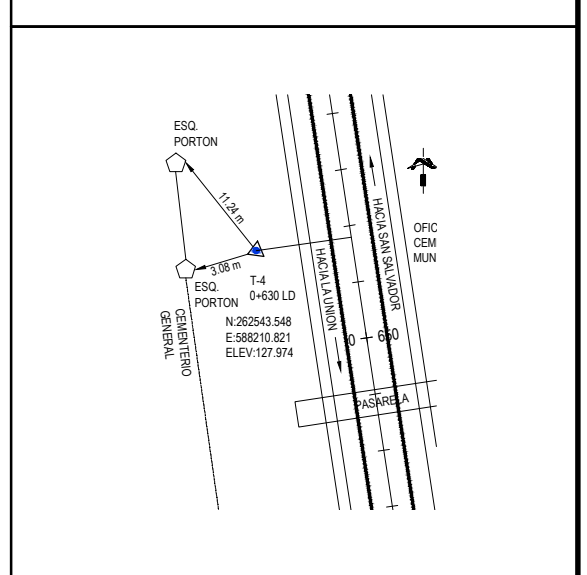 ESQ.
PORTON
11.24 m
3.08 m
ESQ.
PORTON
T-4
0+630 LD
N:262543.548
E:588210.821
ELEV:127.974
CEMENTERIO
GENERAL
HACIA LA UNION
HACIA SAN SALVADOR
OFIC
CEM
MUN
0+660
PASARELA